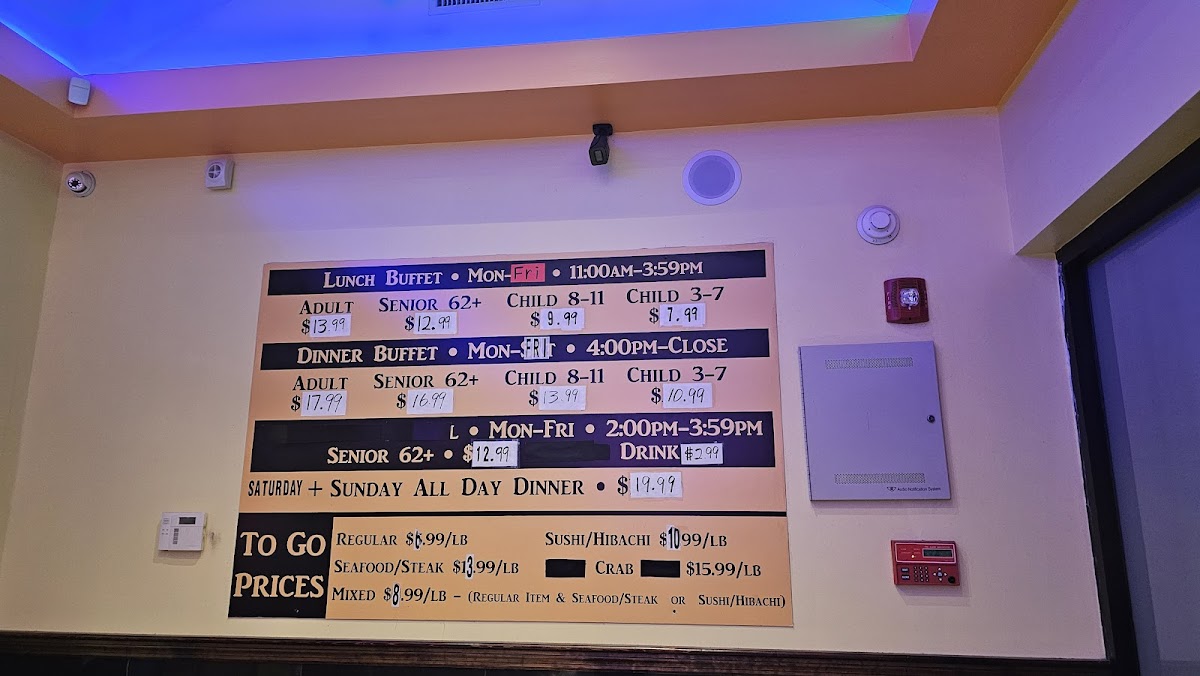 LUNCH BUFFET • MON-Fri • 11:00AM-3:59PM
ADULT SENIOR 62+ CHILD 8-11 CHILD 3-7
$13.99 $12.99 $9.99 $7.99
DINNER BUFFET • MON-FRI • 4:00PM-CLOSE
ADULT SENIOR 62+ CHILD 8-11 CHILD 3-7
$17.99 $16.99 $13.99 $10.99
L • MON-FRI • 2:00PM-3:59PM
SENIOR 62+ • $12.99 DRINK $2.99
SATURDAY + SUNDAY ALL DAY DINNER • $19.99
TO GO PRICES
REGULAR $6.99/LB SUSHI/HIBACHI $10.99/LB
SEAFOOD/STEAK $13.99/LB CRAB $15.99/LB
MIXED $8.99/LB - (REGULAR ITEM & SEAFOOD/STEAK OR SUSHI/HIBACHI)
FIRE
Audio Notification System